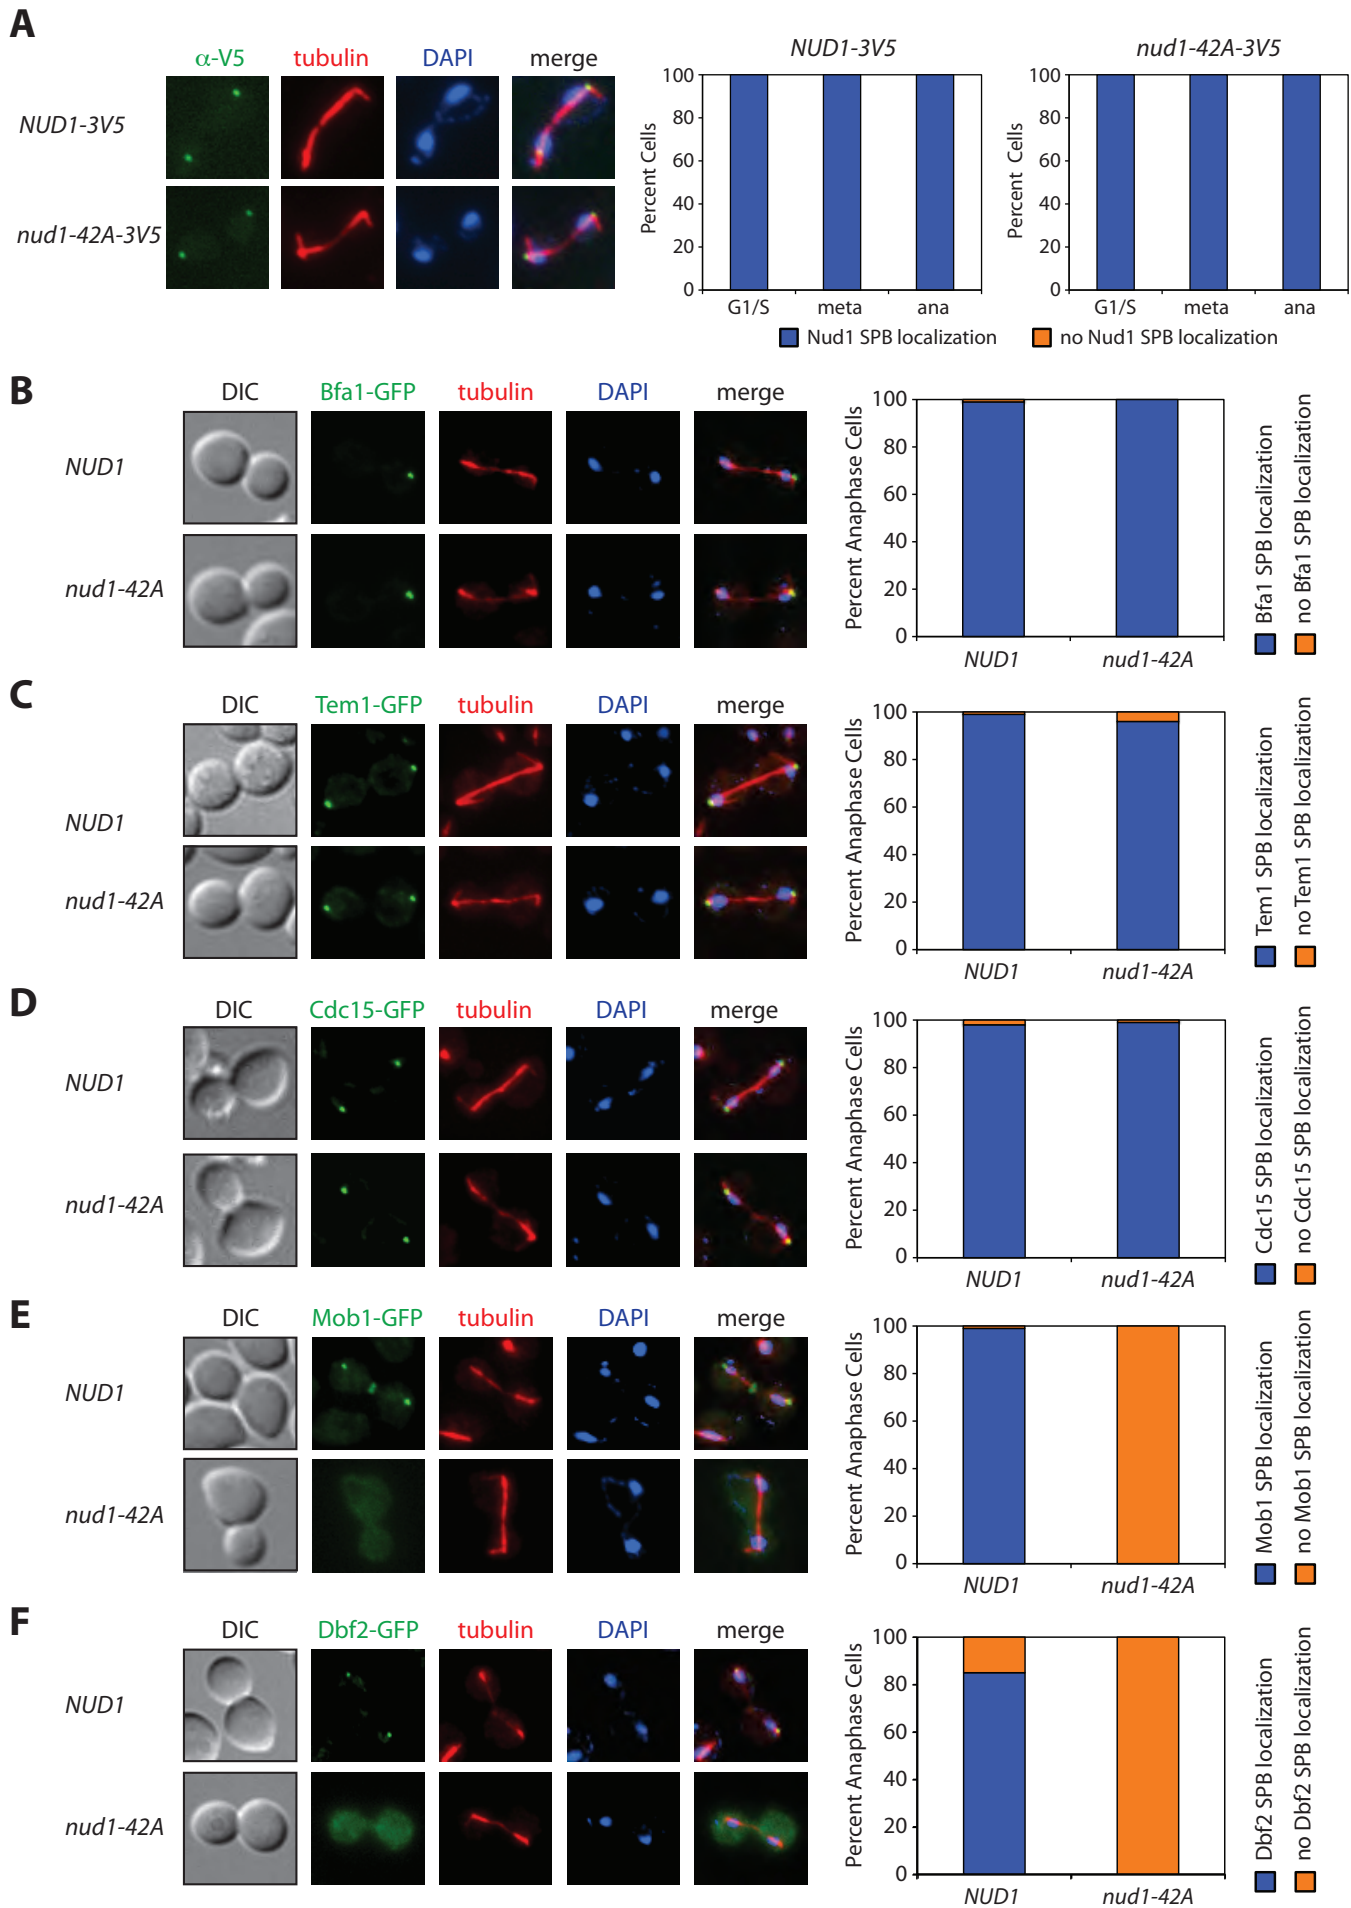 A
α-V5 tubulin DAPI merge
NUD1-3V5
nud1-42A-3V5
NUD1-3V5
Percent Cells
100
80
60
40
20
0
G1/S meta ana
nud1-42A-3V5
Percent Cells
100
80
60
40
20
0
G1/S meta ana
Nud1 SPB localization no Nud1 SPB localization
B
DIC Bfa1-GFP tubulin DAPI merge
NUD1
nud1-42A
Percent Anaphase Cells
100
80
60
40
20
0
NUD1 nud1-42A
Bfa1 SPB localization
no Bfa1 SPB localization
C
DIC Tem1-GFP tubulin DAPI merge
NUD1
nud1-42A
Percent Anaphase Cells
100
80
60
40
20
0
NUD1 nud1-42A
Tem1 SPB localization
no Tem1 SPB localization
D
DIC Cdc15-GFP tubulin DAPI merge
NUD1
nud1-42A
Percent Anaphase Cells
100
80
60
40
20
0
NUD1 nud1-42A
Cdc15 SPB localization
no Cdc15 SPB localization
E
DIC Mob1-GFP tubulin DAPI merge
NUD1
nud1-42A
Percent Anaphase Cells
100
80
60
40
20
0
NUD1 nud1-42A
Mob1 SPB localization
no Mob1 SPB localization
F
DIC Dbf2-GFP tubulin DAPI merge
NUD1
nud1-42A
Percent Anaphase Cells
100
80
60
40
20
0
NUD1 nud1-42A
Dbf2 SPB localization
no Dbf2 SPB localization